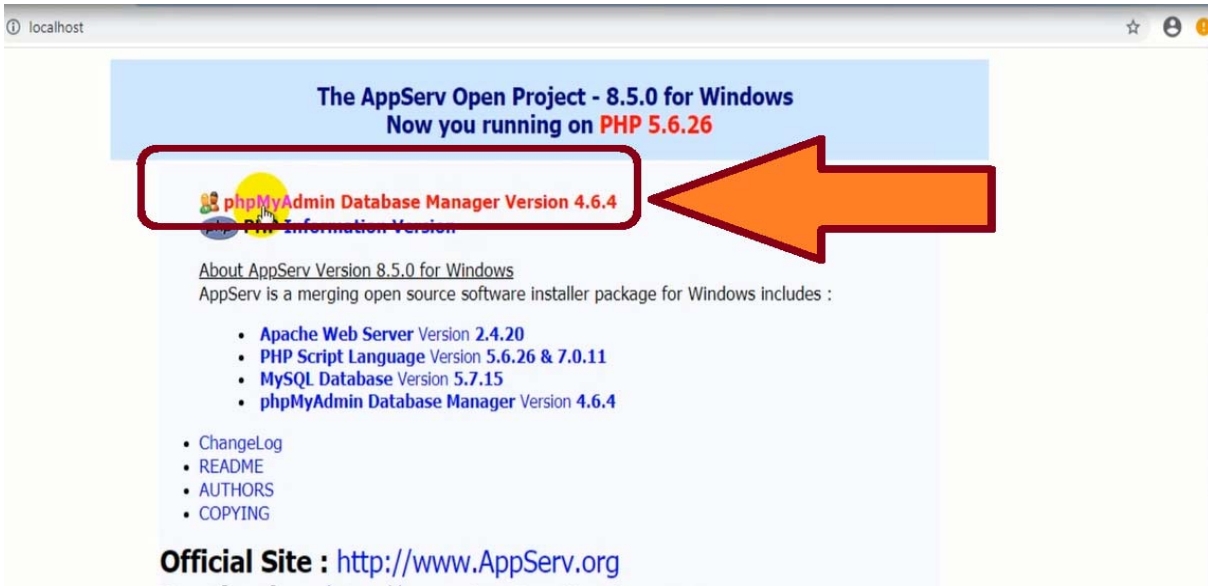 localhost
The AppServ Open Project - 8.5.0 for Windows
Now you running on PHP 5.6.26
phpMyAdmin Database Manager Version 4.6.4
php PHP Information Version
About AppServ Version 8.5.0 for Windows
AppServ is a merging open source software installer package for Windows includes :
• Apache Web Server Version 2.4.20
• PHP Script Language Version 5.6.26 & 7.0.11
• MySQL Database Version 5.7.15
• phpMyAdmin Database Manager Version 4.6.4
• ChangeLog
• README
• AUTHORS
• COPYING
Official Site : http://www.AppServ.org